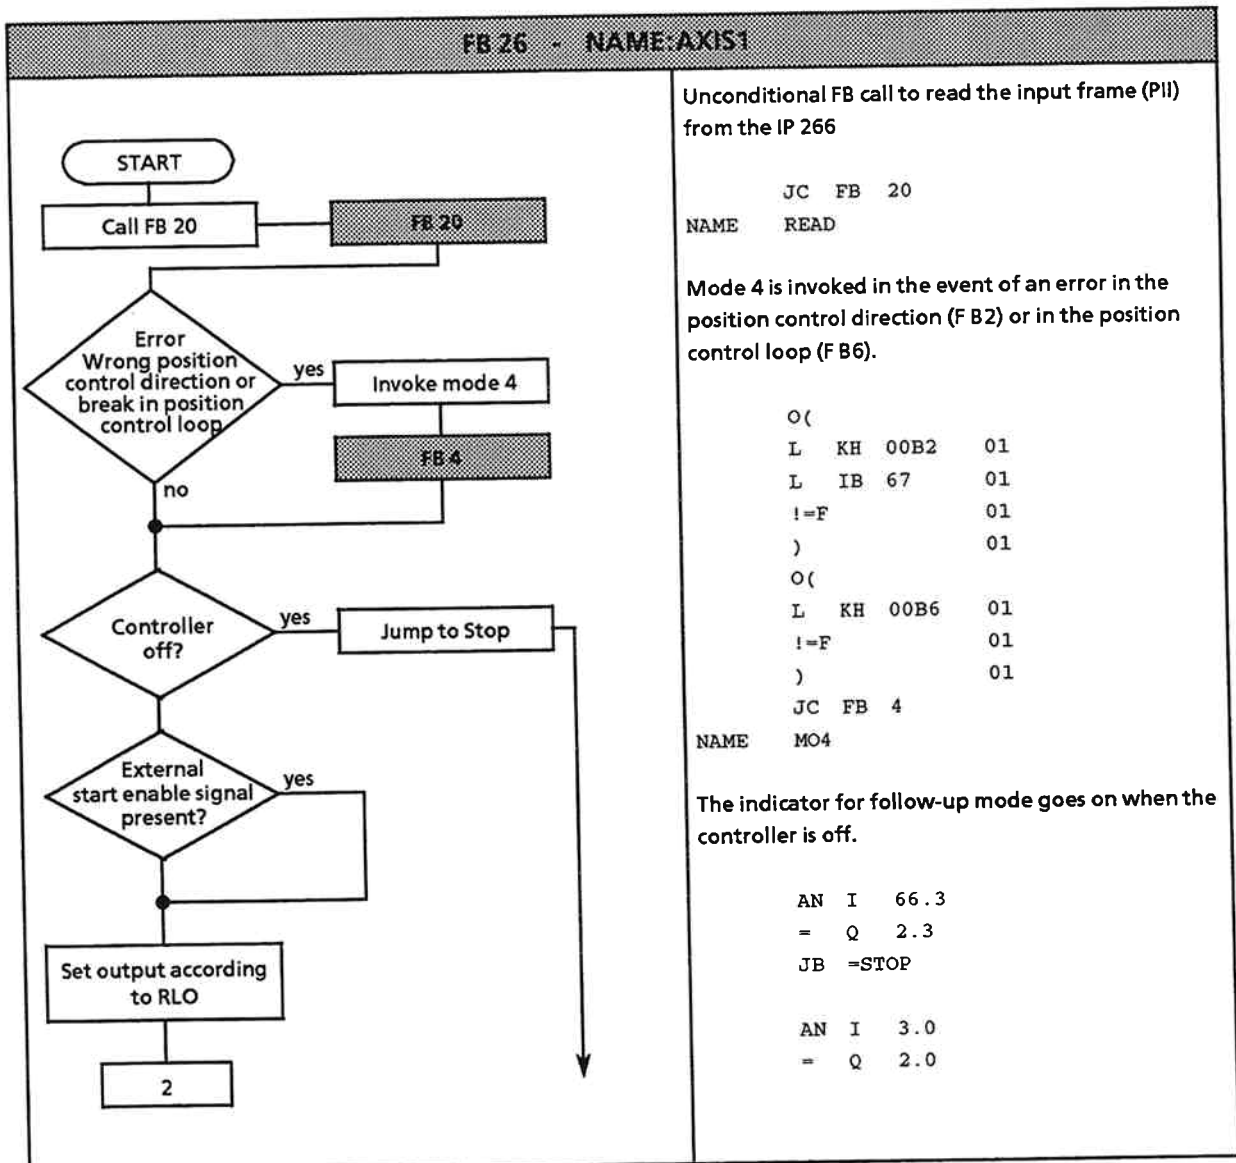 FB 26 - NAME:AXIS1
START
Call FB 20
FB 20
Error
Wrong position
control direction or
break in position
control loop
yes
Invoke mode 4
FB 4
no
Controller
off?
yes
Jump to Stop
External
start enable signal
present?
yes
Set output according
to RLO
2
Unconditional FB call to read the input frame (PII)
from the IP 266
JC FB 20
NAME READ
Mode 4 is invoked in the event of an error in the
position control direction (F B2) or in the position
control loop (F B6).
O(
L KH 00B2 01
L IB 67 01
!=F 01
) 01
O(
L KH 00B6 01
!=F 01
) 01
JC FB 4
NAME MO4
The indicator for follow-up mode goes on when the
controller is off.
AN I 66.3
= Q 2.3
JB =STOP
AN I 3.0
= Q 2.0